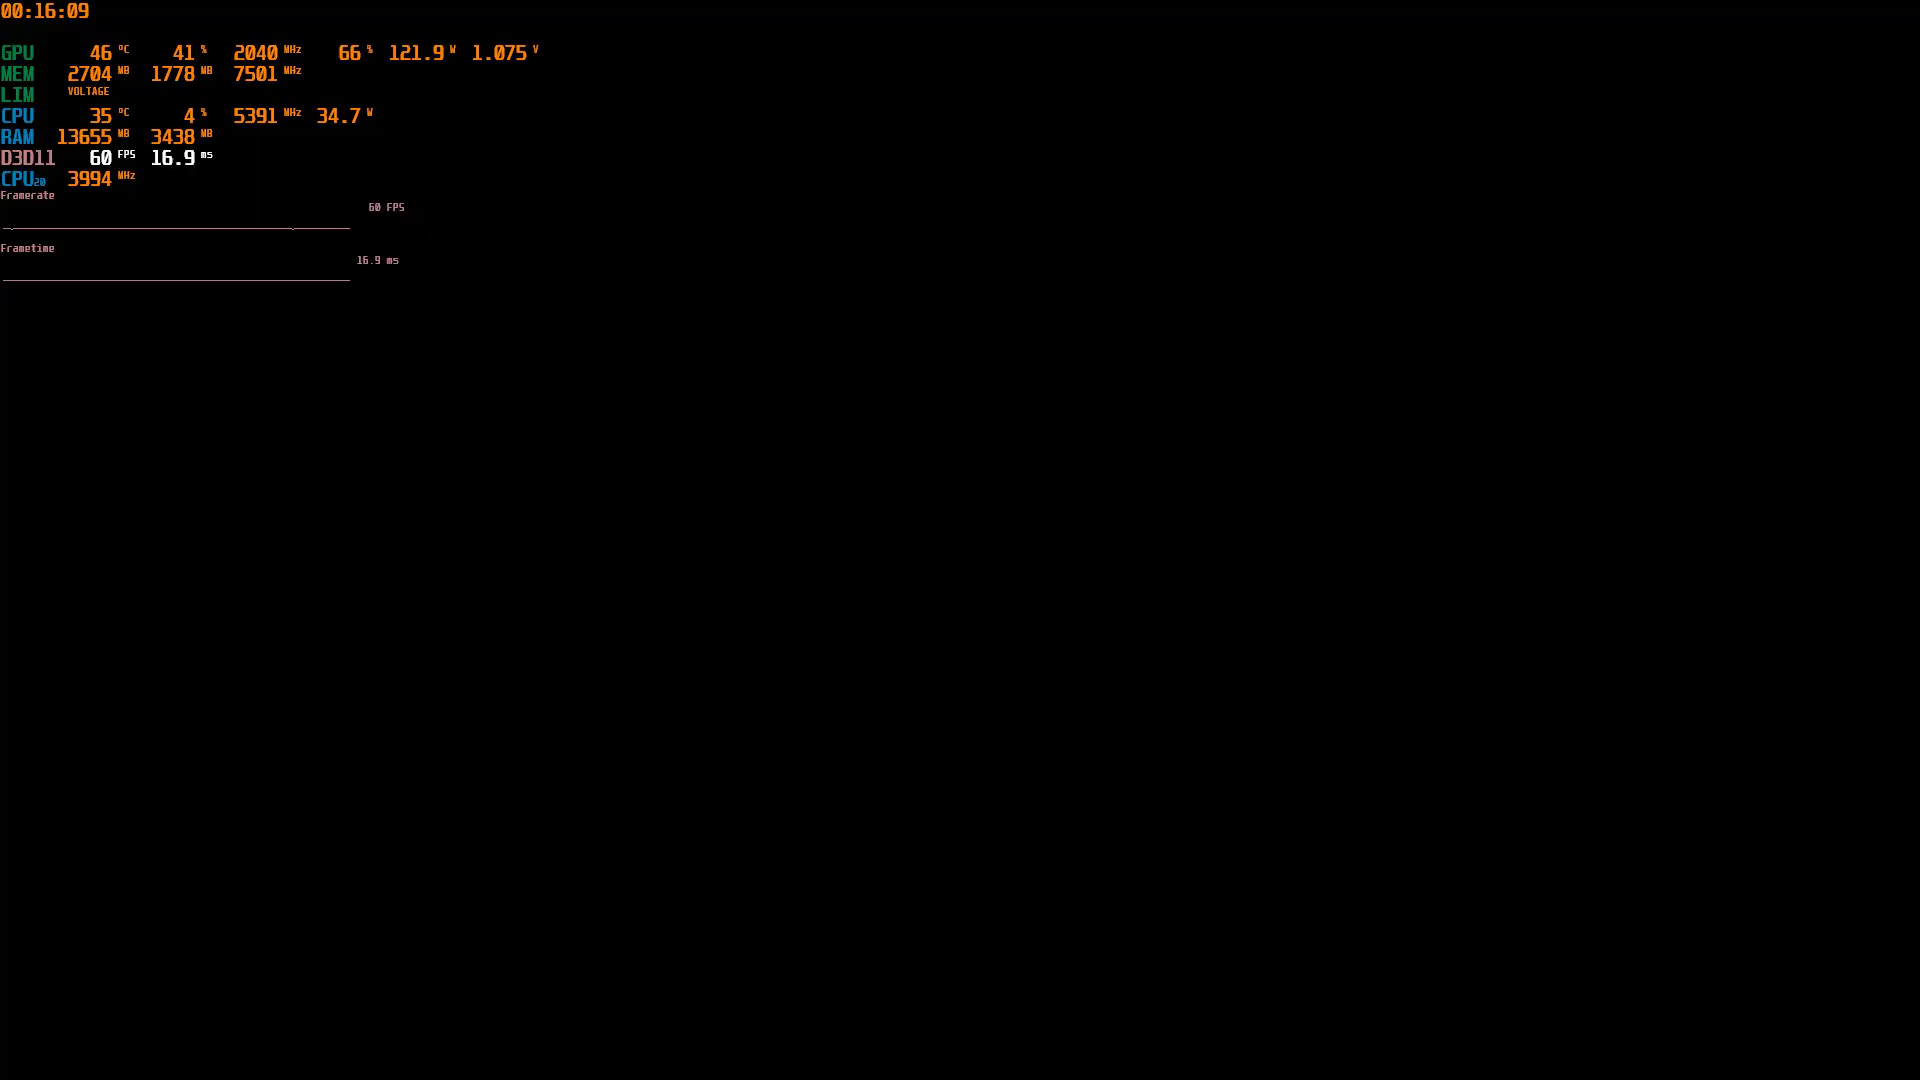 00:16:09
GPU 46 °C 41 % 2040 MHz 66 % 121.9 W 1.075 V
MEM 2704 MB 1778 MB 7501 MHz
LIM VOLTAGE
CPU 35 °C 4 % 5391 MHz 34.7 W
RAM 13655 MB 3438 MB
D3D11 60 FPS 16.9 ms
CPU20 3994 MHz
Framerate
60 FPS
Frametime
16.9 ms